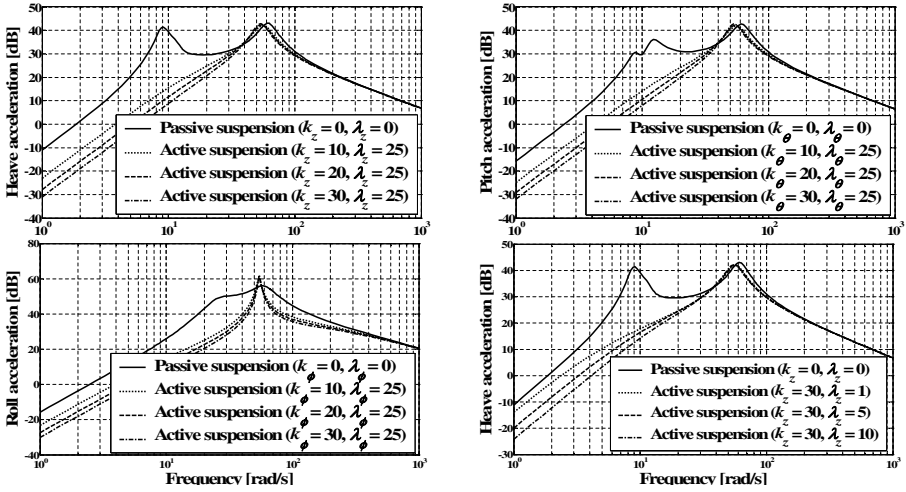 Heave acceleration [dB]
50
40
30
20
10
0
-10
-20
-30
-40
Passive suspension (k_z = 0, λ_z = 0)
Active suspension (k_z = 10, λ_z = 25)
Active suspension (k_z = 20, λ_z = 25)
Active suspension (k_z = 30, λ_z = 25)
10^0 10^1 10^2 10^3
Pitch acceleration [dB]
50
40
30
20
10
0
-10
-20
-30
-40
Passive suspension (k_θ = 0, λ_θ = 0)
Active suspension (k_θ = 10, λ_θ = 25)
Active suspension (k_θ = 20, λ_θ = 25)
Active suspension (k_θ = 30, λ_θ = 25)
10^0 10^1 10^2 10^3
Roll acceleration [dB]
80
60
40
20
0
-20
-40
Passive suspension (k_ϕ = 0, λ_ϕ = 0)
Active suspension (k_ϕ = 10, λ_ϕ = 25)
Active suspension (k_ϕ = 20, λ_ϕ = 25)
Active suspension (k_ϕ = 30, λ_ϕ = 25)
10^0 10^1 10^2 10^3
Frequency [rad/s]
Heave acceleration [dB]
50
40
30
20
10
0
-10
-20
-30
Passive suspension (k_z = 0, λ_z = 0)
Active suspension (k_z = 30, λ_z = 1)
Active suspension (k_z = 30, λ_z = 5)
Active suspension (k_z = 30, λ_z = 10)
10^0 10^1 10^2 10^3
Frequency [rad/s]